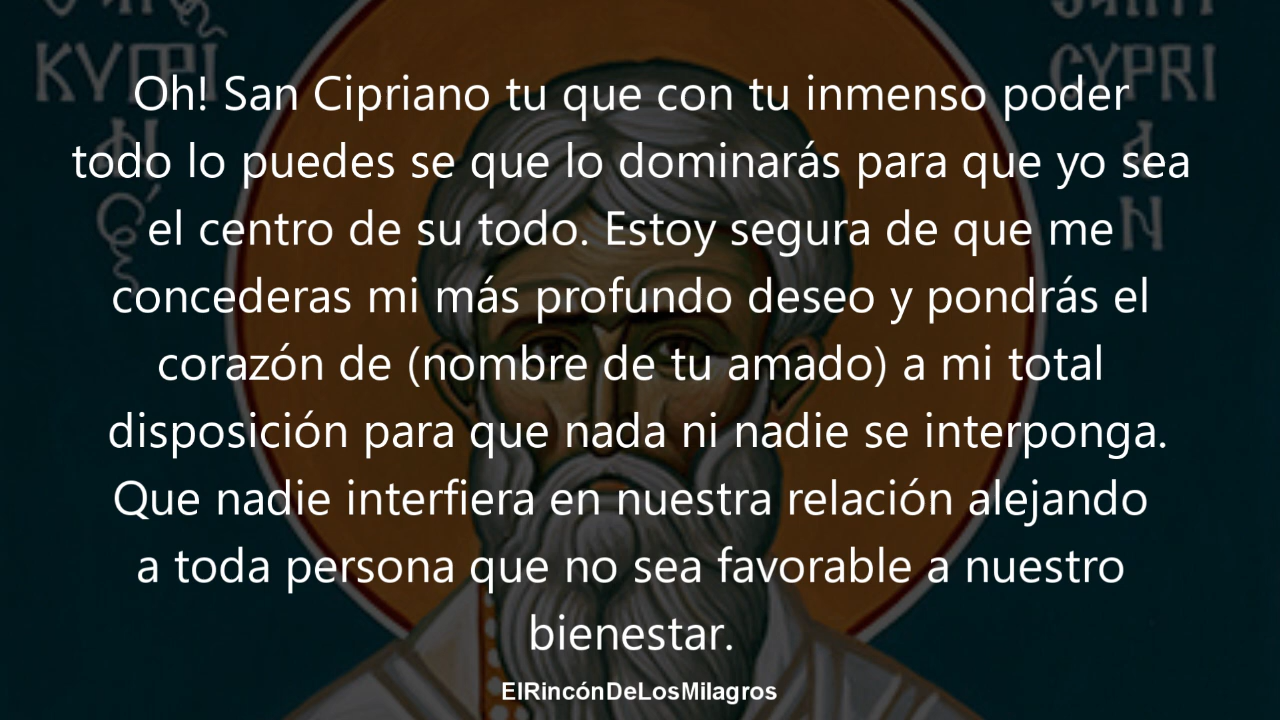 Oh! San Cipriano tu que con tu inmenso poder
todo lo puedes se que lo dominarás para que yo sea
el centro de su todo. Estoy segura de que me
concederas mi más profundo deseo y pondrás el
corazón de (nombre de tu amado) a mi total
disposición para que nada ni nadie se interponga.
Que nadie interfiera en nuestra relación alejando
a toda persona que no sea favorable a nuestro
bienestar.
ElRincónDeLosMilagros